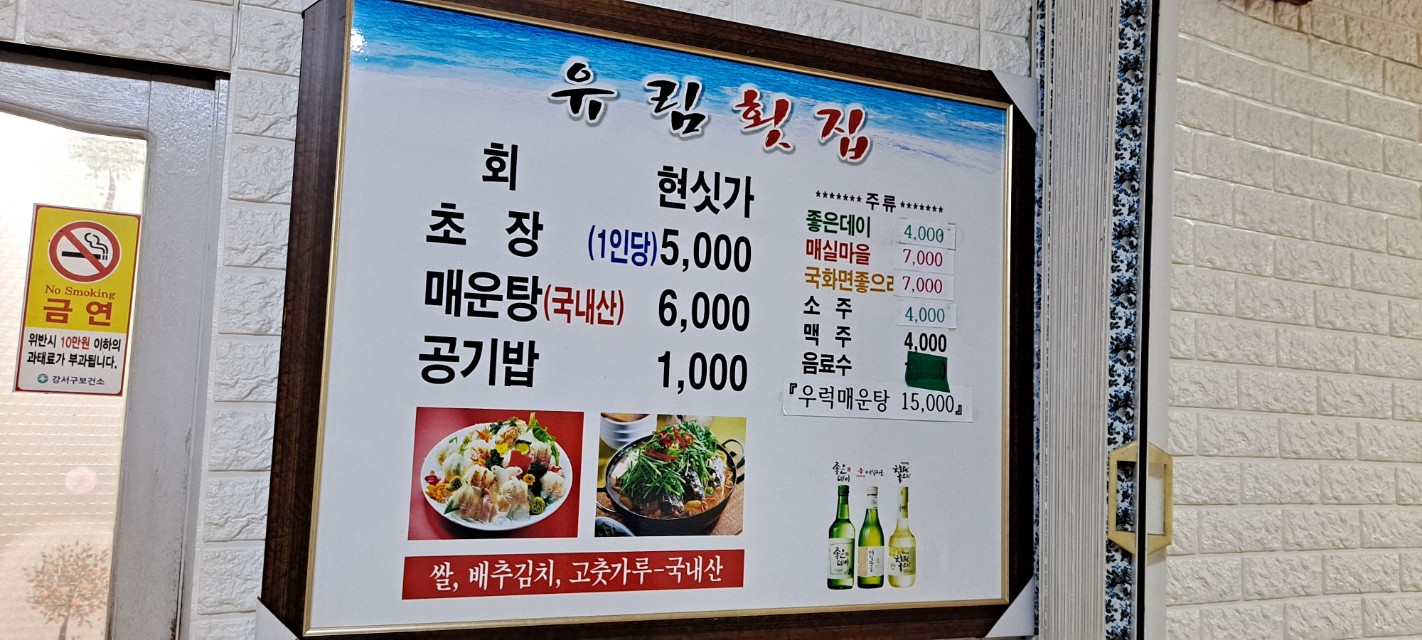 유림횟집
회 현싯가
초 장 (1인당)5,000
매운탕(국내산) 6,000
공기밥 1,000
*******주류*******
좋은데이 4,000
매실마을 7,000
국화면좋으리 7,000
소 주 4,000
맥 주 4,000
음료수
『우럭매운탕 15,000』
좋은데이
쌀, 배추김치, 고춧가루-국내산
No Smoking
금연
위반시 10만원 이하의
과태료가 부과됩니다.
강서구보건소